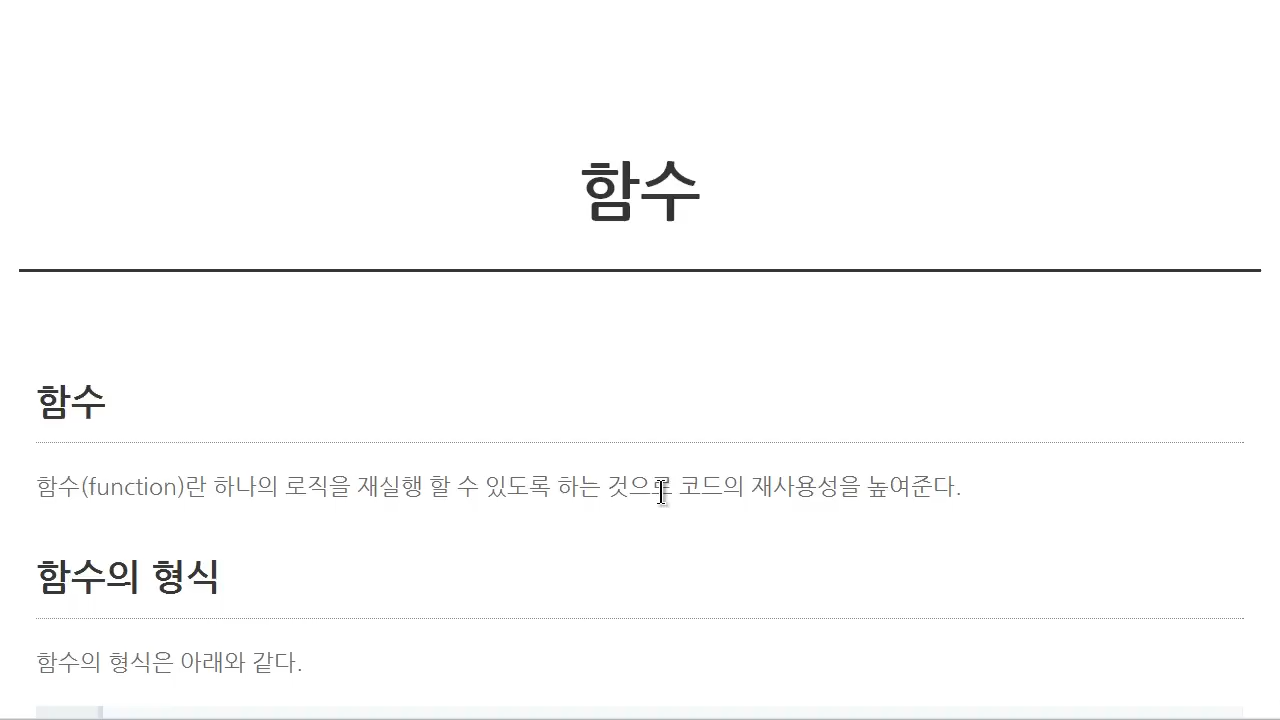 함수
함수
함수(function)란 하나의 로직을 재실행 할 수 있도록 하는 것으로 코드의 재사용성을 높여준다.
함수의 형식
함수의 형식은 아래와 같다.